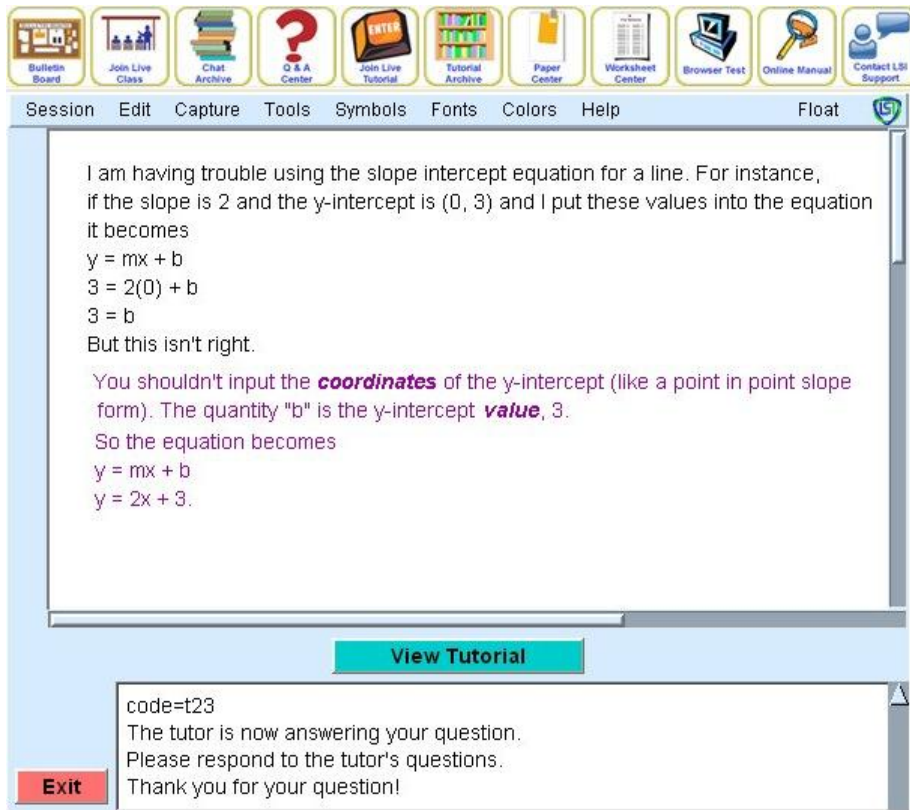 Bulletin
Board
Join Live
Class
Chat
Archive
Q & A
Center
ENTER
Join Live
Tutorial
Tutorial
Archive
Paper
Center
Worksheet
Center
Browser Test
Online Manual
Contact LSI
Support
Session Edit Capture Tools Symbols Fonts Colors Help Float LSI
I am having trouble using the slope intercept equation for a line. For instance,
if the slope is 2 and the y-intercept is (0, 3) and I put these values into the equation
it becomes
y = mx + b
3 = 2(0) + b
3 = b
But this isn't right.
You shouldn't input the coordinates of the y-intercept (like a point in point slope
form). The quantity "b" is the y-intercept value, 3.
So the equation becomes
y = mx + b
y = 2x + 3.
View Tutorial
code=t23
The tutor is now answering your question.
Please respond to the tutor's questions.
Thank you for your question!
Exit